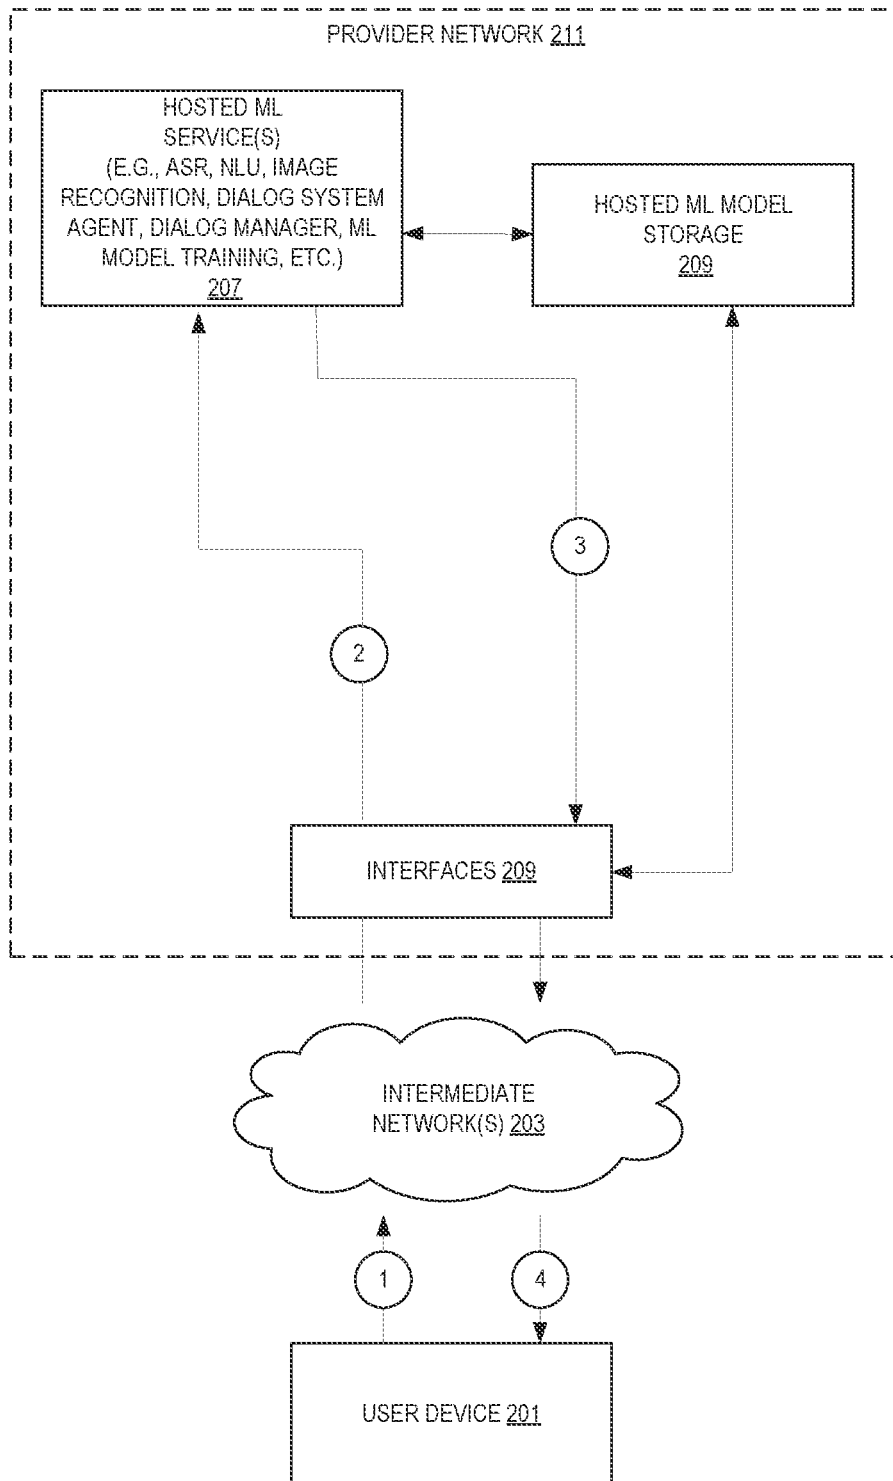 PROVIDER NETWORK 211
HOSTED ML
SERVICE(S)
(E.G., ASR, NLU, IMAGE
RECOGNITION, DIALOG SYSTEM
AGENT, DIALOG MANAGER, ML
MODEL TRAINING, ETC.)
207
HOSTED ML MODEL
STORAGE
209
3
2
INTERFACES 209
INTERMEDIATE
NETWORK(S) 203
1
4
USER DEVICE 201